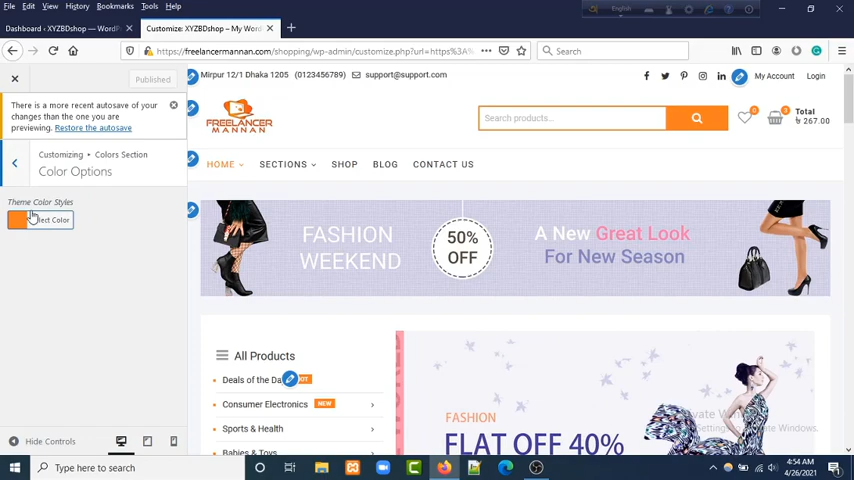 File Edit View History Bookmarks Tools Help
English
Dashboard ‹ XYZBDshop — WordP
Customize: XYZBDshop – My Word
https://freelancermannan.com/shopping/wp-admin/customize.php?url=https%3A%
Search
Published
There is a more recent autosave of your
changes than the one you are
previewing. Restore the autosave
Customizing • Colors Section
Color Options
Theme Color Styles
lect Color
Hide Controls
Mirpur 12/1 Dhaka 1205 (0123456789) support@support.com
My Account Login
FREELANCER
MANNAN
Search products...
0
3
Total
৳ 267.00
HOME SECTIONS SHOP BLOG CONTACT US
FASHION
WEEKEND
50%
OFF
A New Great Look
For New Season
All Products
Deals of the Da
Consumer Electronics NEW
Sports & Health
Babies & Toys
FASHION
FLAT OFF 40%
Type here to search
4:54 AM
4/26/2021